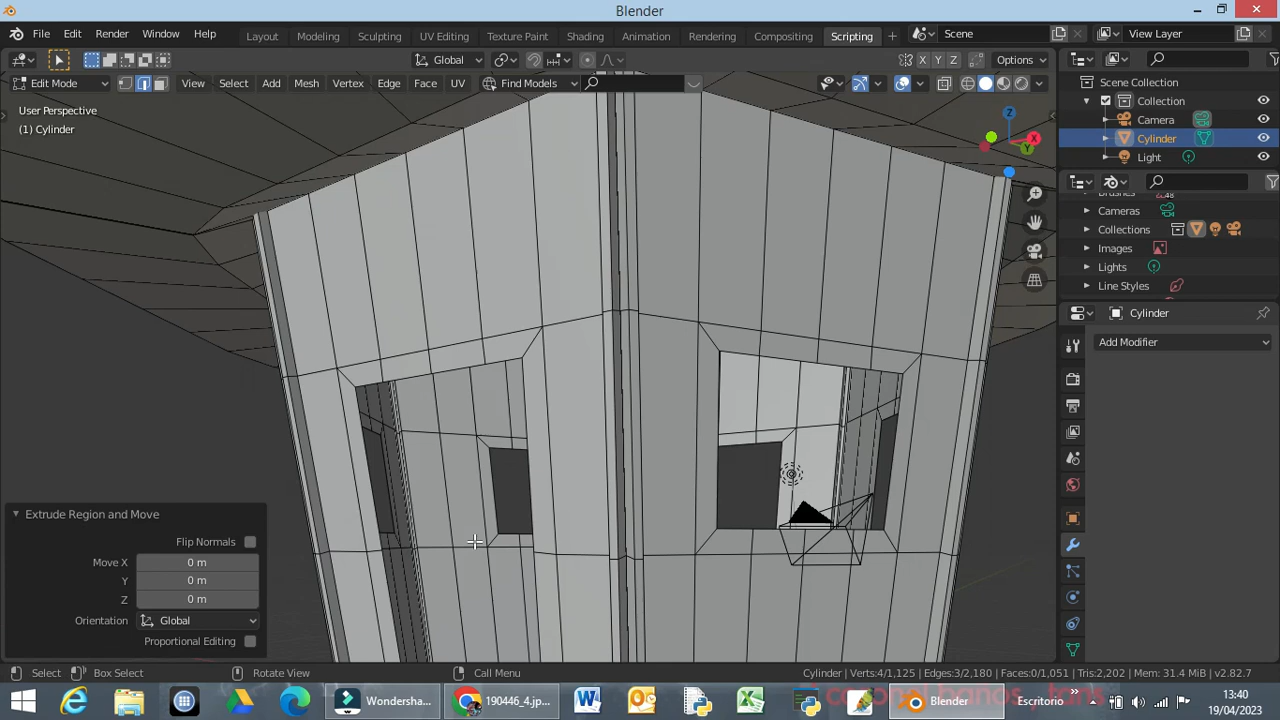 Blender
File Edit Render Window Help Layout Modeling Sculpting UV Editing Texture Paint Shading Animation Rendering Compositing Scripting Scene View Layer
Global X Y Z Options
Edit Mode View Select Add Mesh Vertex Edge Face UV Find Models
User Perspective
(1) Cylinder
Z
X
Y
Scene Collection
Collection
Camera
Cylinder
Light
Cameras
Collections
Images
Lights
Line Styles
Cylinder
Add Modifier
Extrude Region and Move
Flip Normals
Move X 0 m
Y 0 m
Z 0 m
Orientation Global
Proportional Editing
Select Box Select Rotate View Call Menu Cylinder | Verts:4/1,125 | Edges:3/2,180 | Faces:0/1,051 | Tris:2,202 | Mem: 31.4 MiB | v2.82.7
Wondersha... 190446_4.jp... Blender Escritorio
13:40
19/04/2023